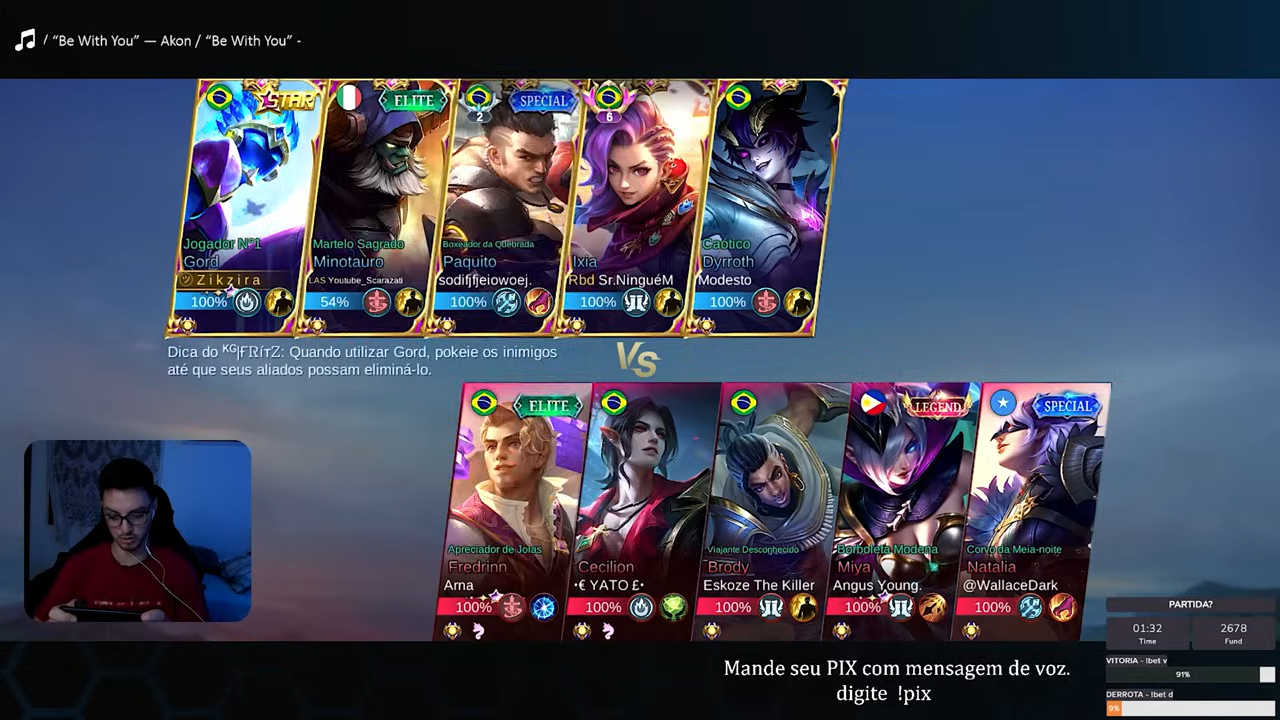 / “Be With You” — Akon / “Be With You” -
STAR
ELITE
2
SPECIAL
6
Jogador N°1
Gord
Zikzira
100%
Martelo Sagrado
Minotauro
LAS Youtube_Scarazati
54%
Boxeador da Quebrada
Paquito
sodifjfjeiowoej.
100%
Ixia
Rbd Sr.NinguéM
100%
Caótico
Dyrroth
Modesto
100%
Dica do ᴷᴳ|FRíTZ: Quando utilizar Gord, pokeie os inimigos
até que seus aliados possam eliminá-lo.
VS
ELITE
LEGEND
SPECIAL
Apreciador de Joias
Fredrinn
Arna
100%
Cecilion
•€ YATO £•
100%
Viajante Desconhecido
Brody
Eskoze The Killer
100%
Borboleta Moderna
Miya
Angus Young.
100%
Corvo da Meia-noite
Natalia
@WallaceDark
100%
PARTIDA?
01:32
Time
2678
Fund
VITORIA - !bet v
91%
DERROTA - !bet d
9%
Mande seu PIX com mensagem de voz.
digite !pix